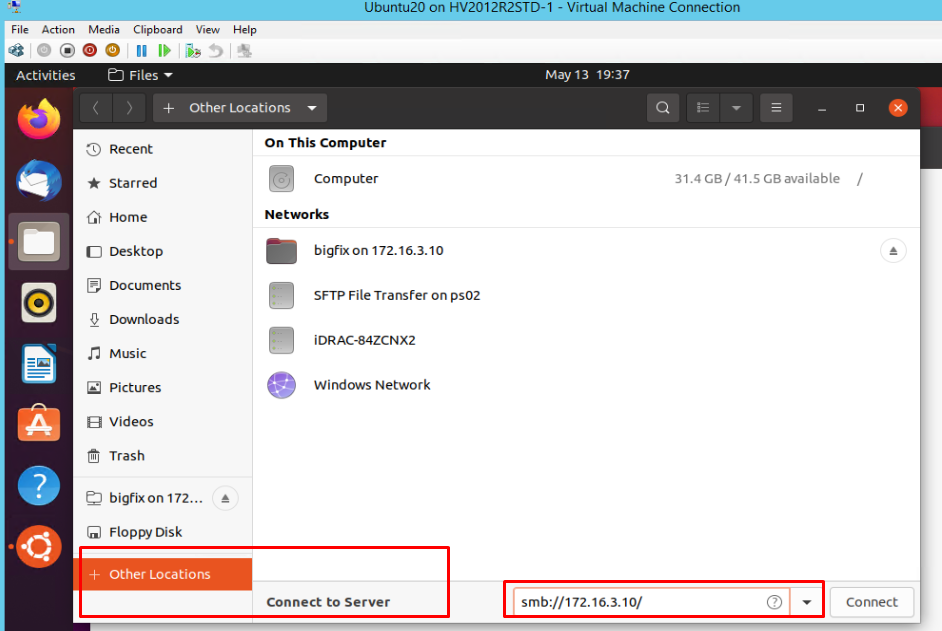 Ubuntu20 on HV2012R2STD-1 - Virtual Machine Connection
File Action Media Clipboard View Help
Activities Files May 13 19:37
+ Other Locations
Recent
Starred
Home
Desktop
Documents
Downloads
Music
Pictures
Videos
Trash
bigfix on 172...
Floppy Disk
+ Other Locations
On This Computer
Computer 31.4 GB / 41.5 GB available /
Networks
bigfix on 172.16.3.10
SFTP File Transfer on ps02
iDRAC-84ZCNX2
Windows Network
Connect to Server smb://172.16.3.10/ ? Connect